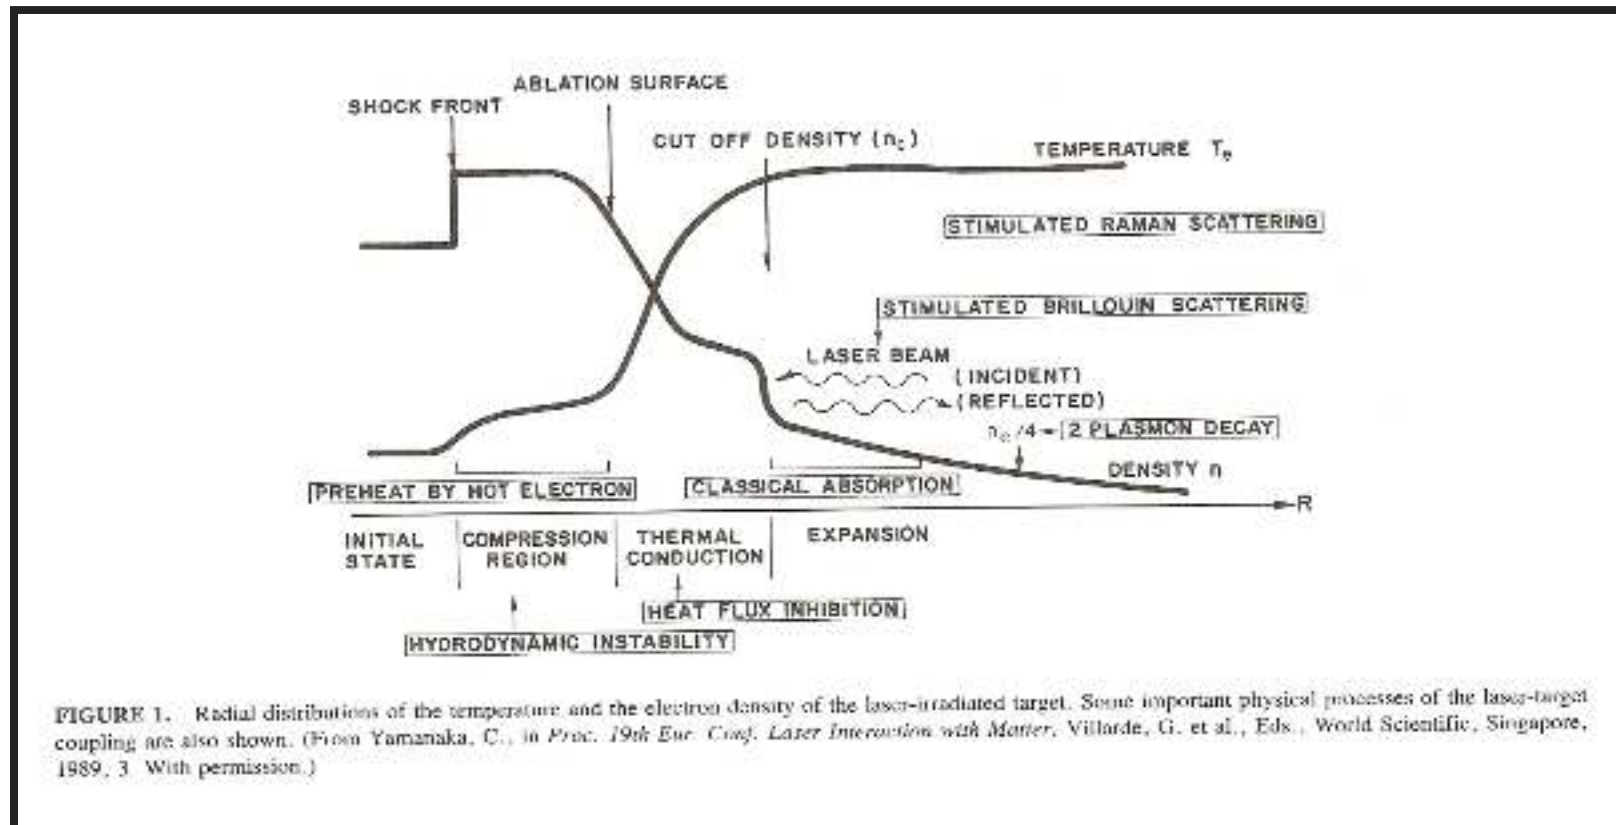 ABLATION SURFACE
SHOCK FRONT
CUT OFF DENSITY (nc)
TEMPERATURE Te
STIMULATED RAMAN SCATTERING
STIMULATED BRILLOUIN SCATTERING
LASER BEAM
(INCIDENT)
(REFLECTED)
nc/4 - 2 PLASMON DECAY
DENSITY n
PREHEAT BY HOT ELECTRON
CLASSICAL ABSORPTION
R
INITIAL
STATE
COMPRESSION
REGION
THERMAL
CONDUCTION
EXPANSION
HEAT FLUX INHIBITION
HYDRODYNAMIC INSTABILITY
FIGURE 1. Radial distributions of the temperature and the electron density of the laser-irradiated target. Some important physical processes of the laser-target
coupling are also shown. (From Yamanaka, C., in Proc. 19th Eur. Conf. Laser Interaction with Matter, Villarde, G. et al., Eds., World Scientific, Singapore,
1989, 3. With permission.)